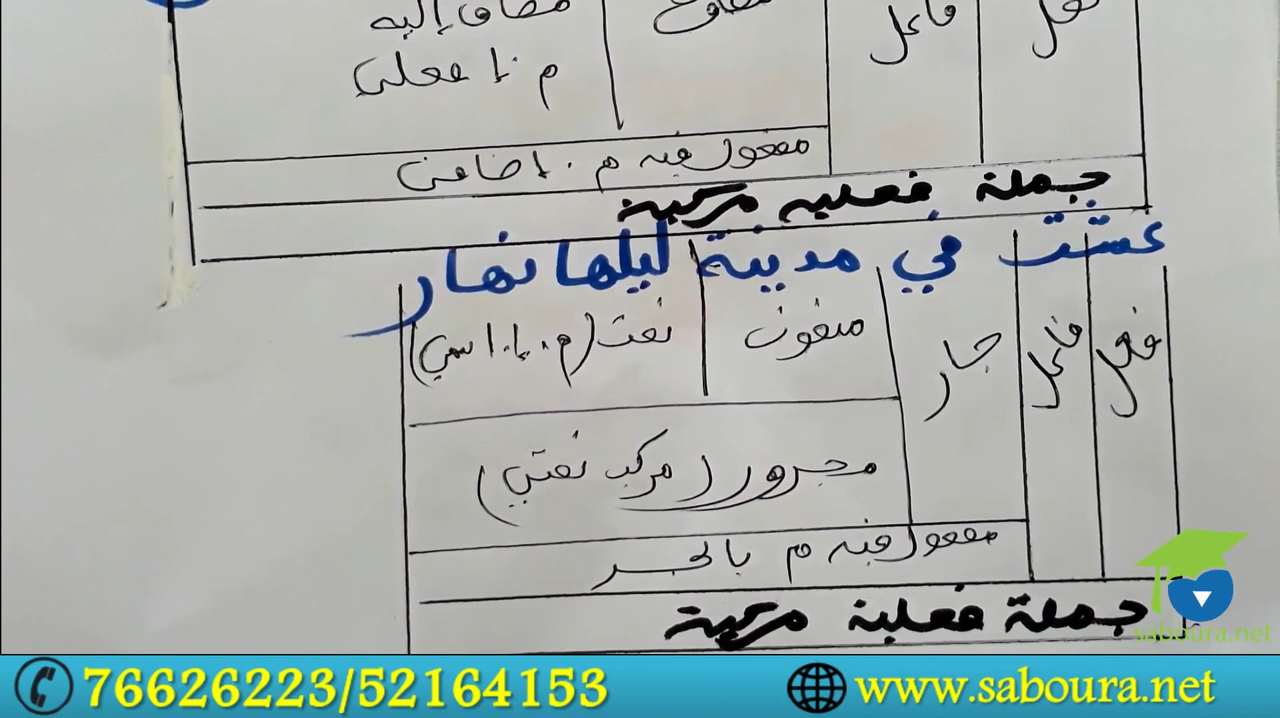 فعل
فاعل
مضاف
مضاف إليه
م. إ فعلي
مفعول فيه م. إضافي
جملة فعلية مركبة
عشت في مدينة ليلها نهار
فعل
فاعل
جار
منعوت
نعت (م. إ. اسمي)
مجرور (مركب نعتي)
مفعول فيه م بالجر
جملة فعلية مركبة
saboura.net
76626223/52164153
www.saboura.net